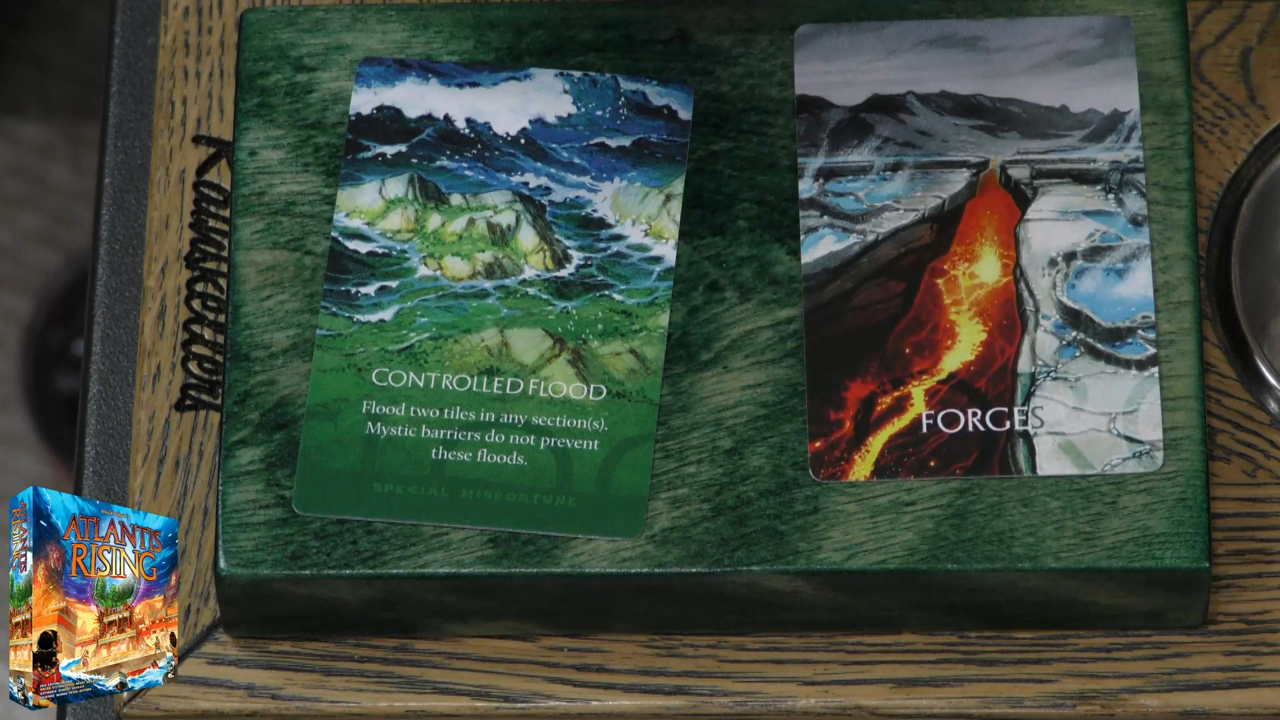 CONTROLLED FLOOD
Flood two tiles in any section(s).
Mystic barriers do not prevent
these floods.
SPECIAL MISFORTUNE
FORGES
ATLANTIS
RISING